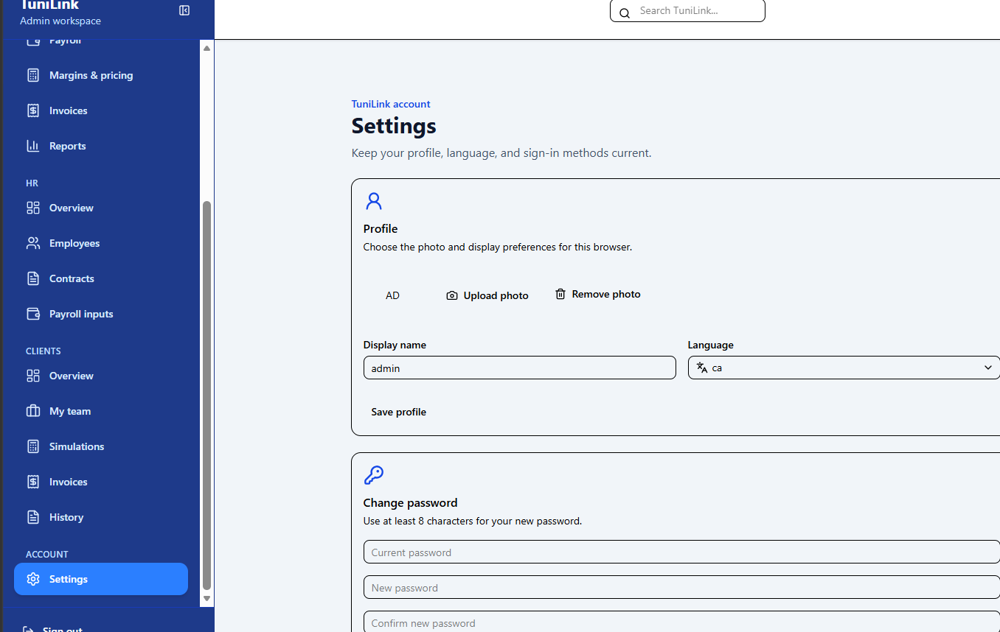 TuniLink
Admin workspace
Search TuniLink...
Payroll
Margins & pricing
Invoices
Reports
HR
Overview
Employees
Contracts
Payroll inputs
CLIENTS
Overview
My team
Simulations
Invoices
History
ACCOUNT
Settings
Sign out
TuniLink account
Settings
Keep your profile, language, and sign-in methods current.
Profile
Choose the photo and display preferences for this browser.
AD
Upload photo
Remove photo
Display name
Language
admin
ca
Save profile
Change password
Use at least 8 characters for your new password.
Current password
New password
Confirm new password